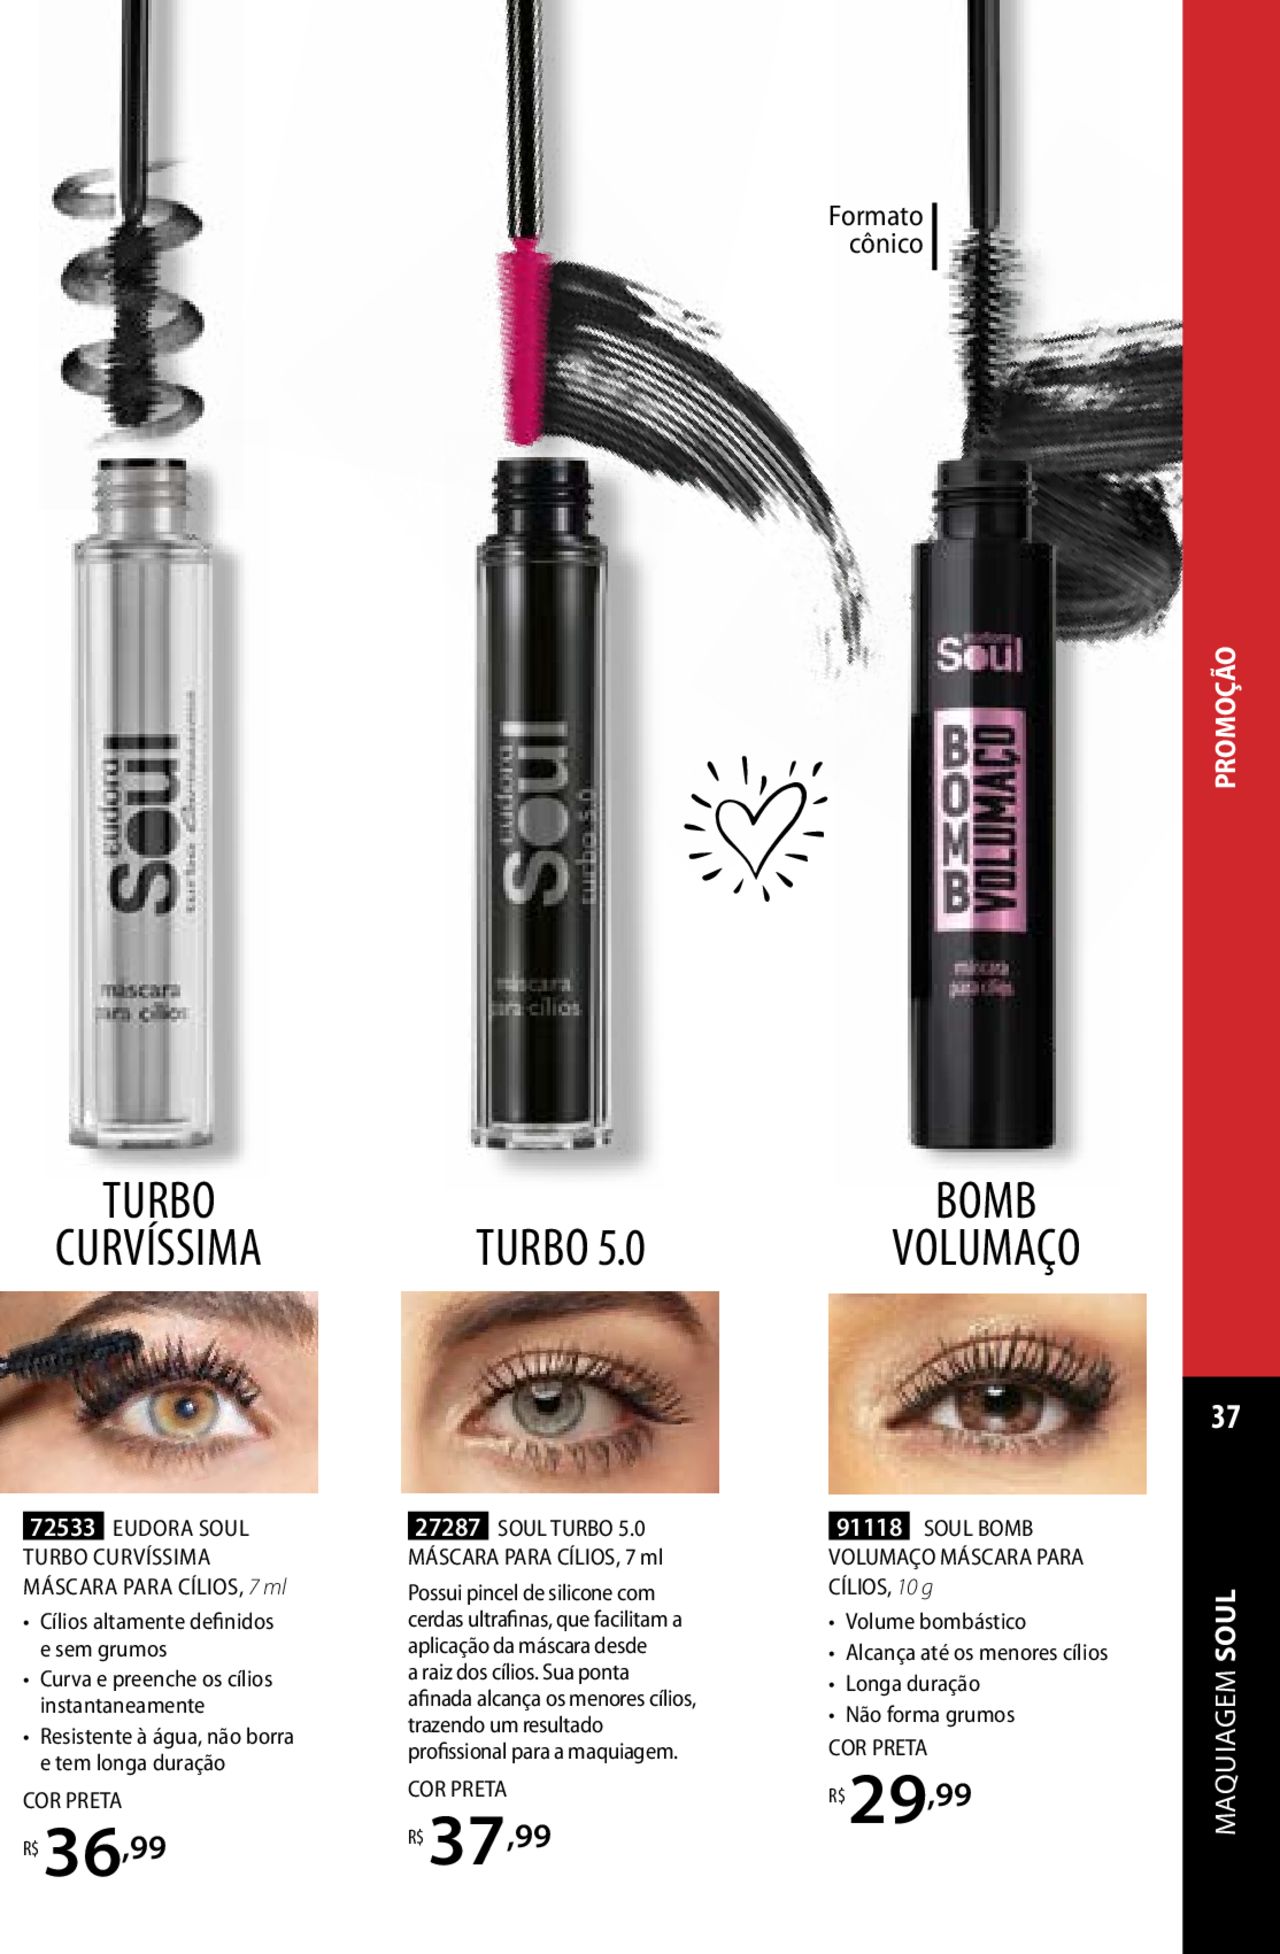 Formato
cônico
eudora
soul
turbo Curvíssima
máscara
para cílios
eudora
soul
turbo 5.0
máscara
para cílios
eudora
Soul
BOMB
VOLUMAÇO
máscara
para cílios
PROMOÇÃO
TURBO
CURVÍSSIMA
TURBO 5.0
BOMB
VOLUMAÇO
72533 EUDORA SOUL
TURBO CURVÍSSIMA
MÁSCARA PARA CÍLIOS, 7 ml
• Cílios altamente definidos
e sem grumos
• Curva e preenche os cílios
instantaneamente
• Resistente à água, não borra
e tem longa duração
COR PRETA
R$ 36,99
27287 SOUL TURBO 5.0
MÁSCARA PARA CÍLIOS, 7 ml
Possui pincel de silicone com
cerdas ultrafinas, que facilitam a
aplicação da máscara desde
a raiz dos cílios. Sua ponta
afinada alcança os menores cílios,
trazendo um resultado
profissional para a maquiagem.
COR PRETA
R$ 37,99
91118 SOUL BOMB
VOLUMAÇO MÁSCARA PARA
CÍLIOS, 10 g
• Volume bombástico
• Alcança até os menores cílios
• Longa duração
• Não forma grumos
COR PRETA
R$ 29,99
37
MAQUIAGEM SOUL